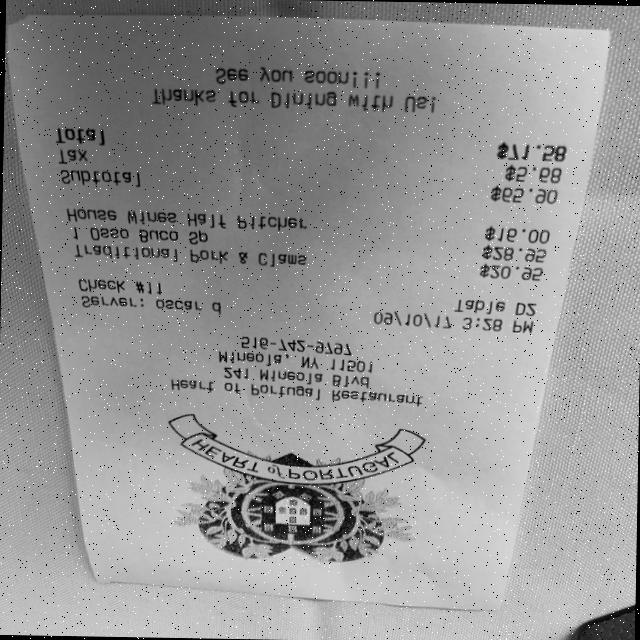 HEART of PORTUGAL
Heart of Portugal Restaurant
241 Mineola Blvd
Mineola, NY 11501
516-742-9797
Server: oscar d 09/10/17 3:28 PM
Check #11 Table D2
Traditional Pork & Clams $20.95
1 Osso Buco Sp $28.95
House Wines Half Pitcher $16.00
Subtotal $65.90
Tax $5.68
Total $71.58
Thanks for Dining with Us!
See you soon!!!